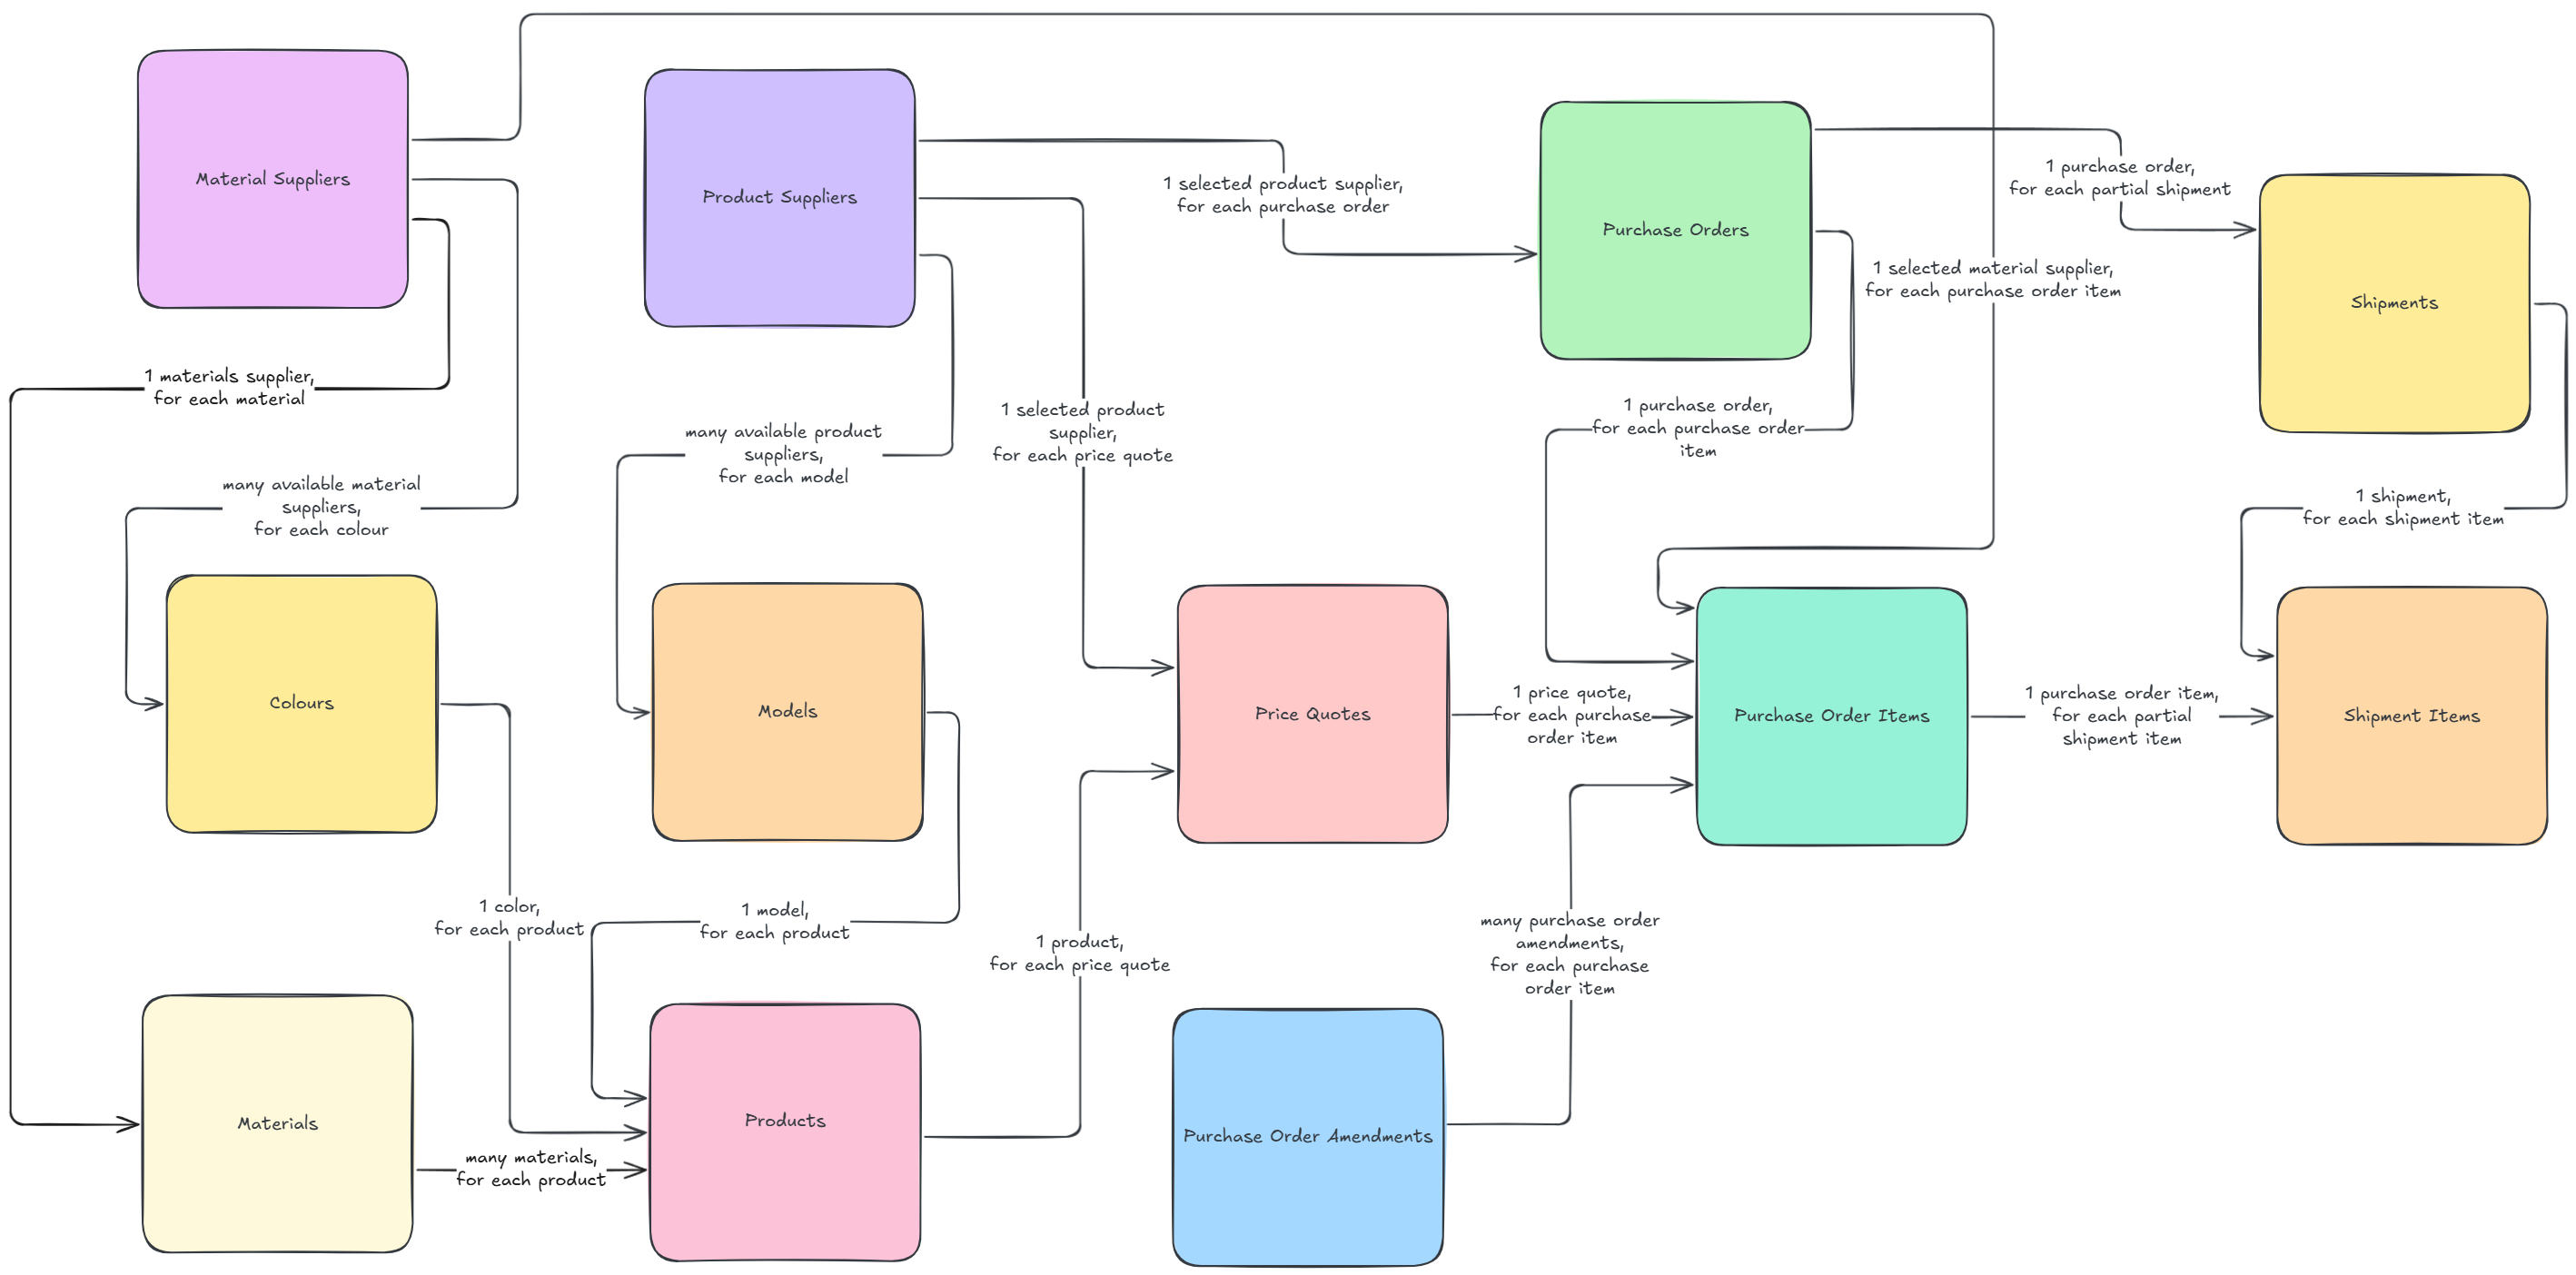 Material Suppliers
Product Suppliers
Purchase Orders
Shipments
1 purchase order,
for each partial shipment
1 selected product supplier,
for each purchase order
1 selected material supplier,
for each purchase order item
1 materials supplier,
for each material
many available product
suppliers,
for each model
1 selected product
supplier,
for each price quote
1 purchase order,
for each purchase order
item
many available material
suppliers,
for each colour
1 shipment,
for each shipment item
Colours
Models
Price Quotes
1 price quote,
for each purchase
order item
Purchase Order Items
1 purchase order item,
for each partial
shipment item
Shipment Items
1 color,
for each product
1 model,
for each product
1 product,
for each price quote
many purchase order
amendments,
for each purchase
order item
Materials
many materials,
for each product
Products
Purchase Order Amendments